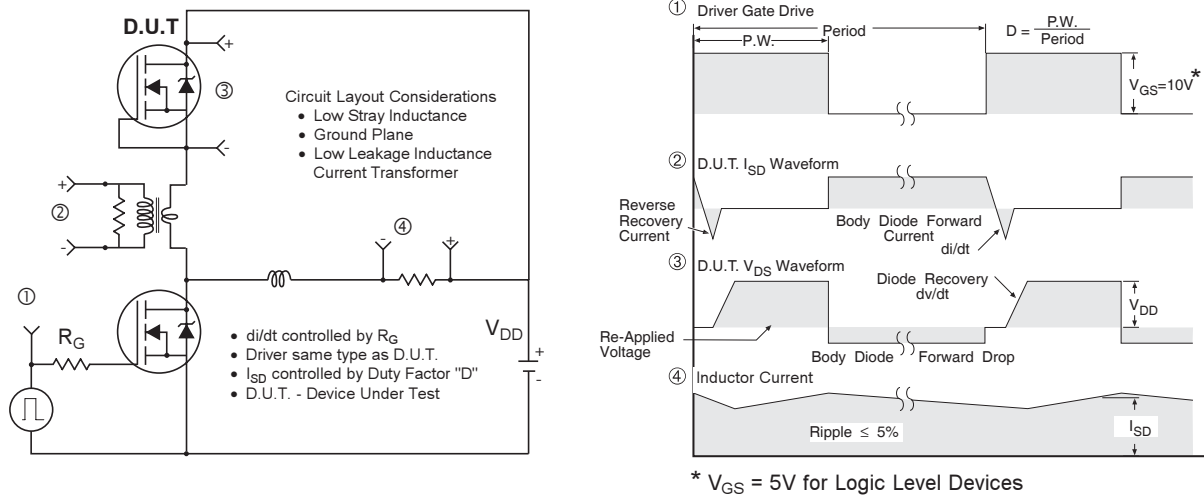 D.U.T
+
③
-
Circuit Layout Considerations
• Low Stray Inductance
• Ground Plane
• Low Leakage Inductance
Current Transformer
+
②
-
④
-
+
①
R_G
V_DD
+
-
• di/dt controlled by R_G
• Driver same type as D.U.T.
• I_SD controlled by Duty Factor "D"
• D.U.T. - Device Under Test
① Driver Gate Drive
P.W.
Period
D = P.W.
Period
V_GS=10V *
② D.U.T. I_SD Waveform
Reverse
Recovery
Current
Body Diode Forward
Current
di/dt
③ D.U.T. V_DS Waveform
Diode Recovery
dv/dt
V_DD
Re-Applied
Voltage
Body Diode Forward Drop
④ Inductor Current
Ripple ≤ 5%
I_SD
* V_GS = 5V for Logic Level Devices